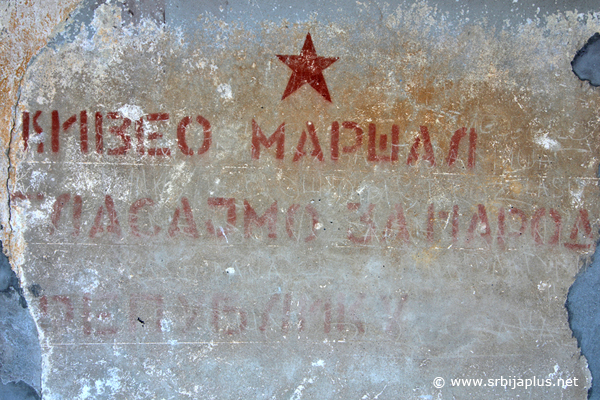 ЖИВЕО МАРШАЛ
ГЛАСАЈМО ЗА НАРОД
РЕПУБЛИКУ
© www.srbijaplus.net